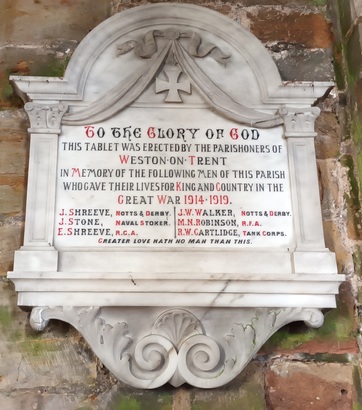 To the Glory of God
THIS TABLET WAS ERECTED BY THE PARISHONERS OF
WESTON·ON·TRENT
IN MEMORY OF THE FOLLOWING MEN OF THIS PARISH
WHO GAVE THEIR LIVES FOR KING AND COUNTRY IN THE
GREAT WAR 1914-1919.
J. SHREEVE, NOTTS & DERBY. J.W. WALKER, NOTTS & DERBY.
J. STONE, NAVAL STOKER. M.N. ROBINSON, R.F.A.
E. SHREEVE, R.G.A. R.W. GARTLIDGE, TANK CORPS.
GREATER LOVE HATH NO MAN THAN THIS.